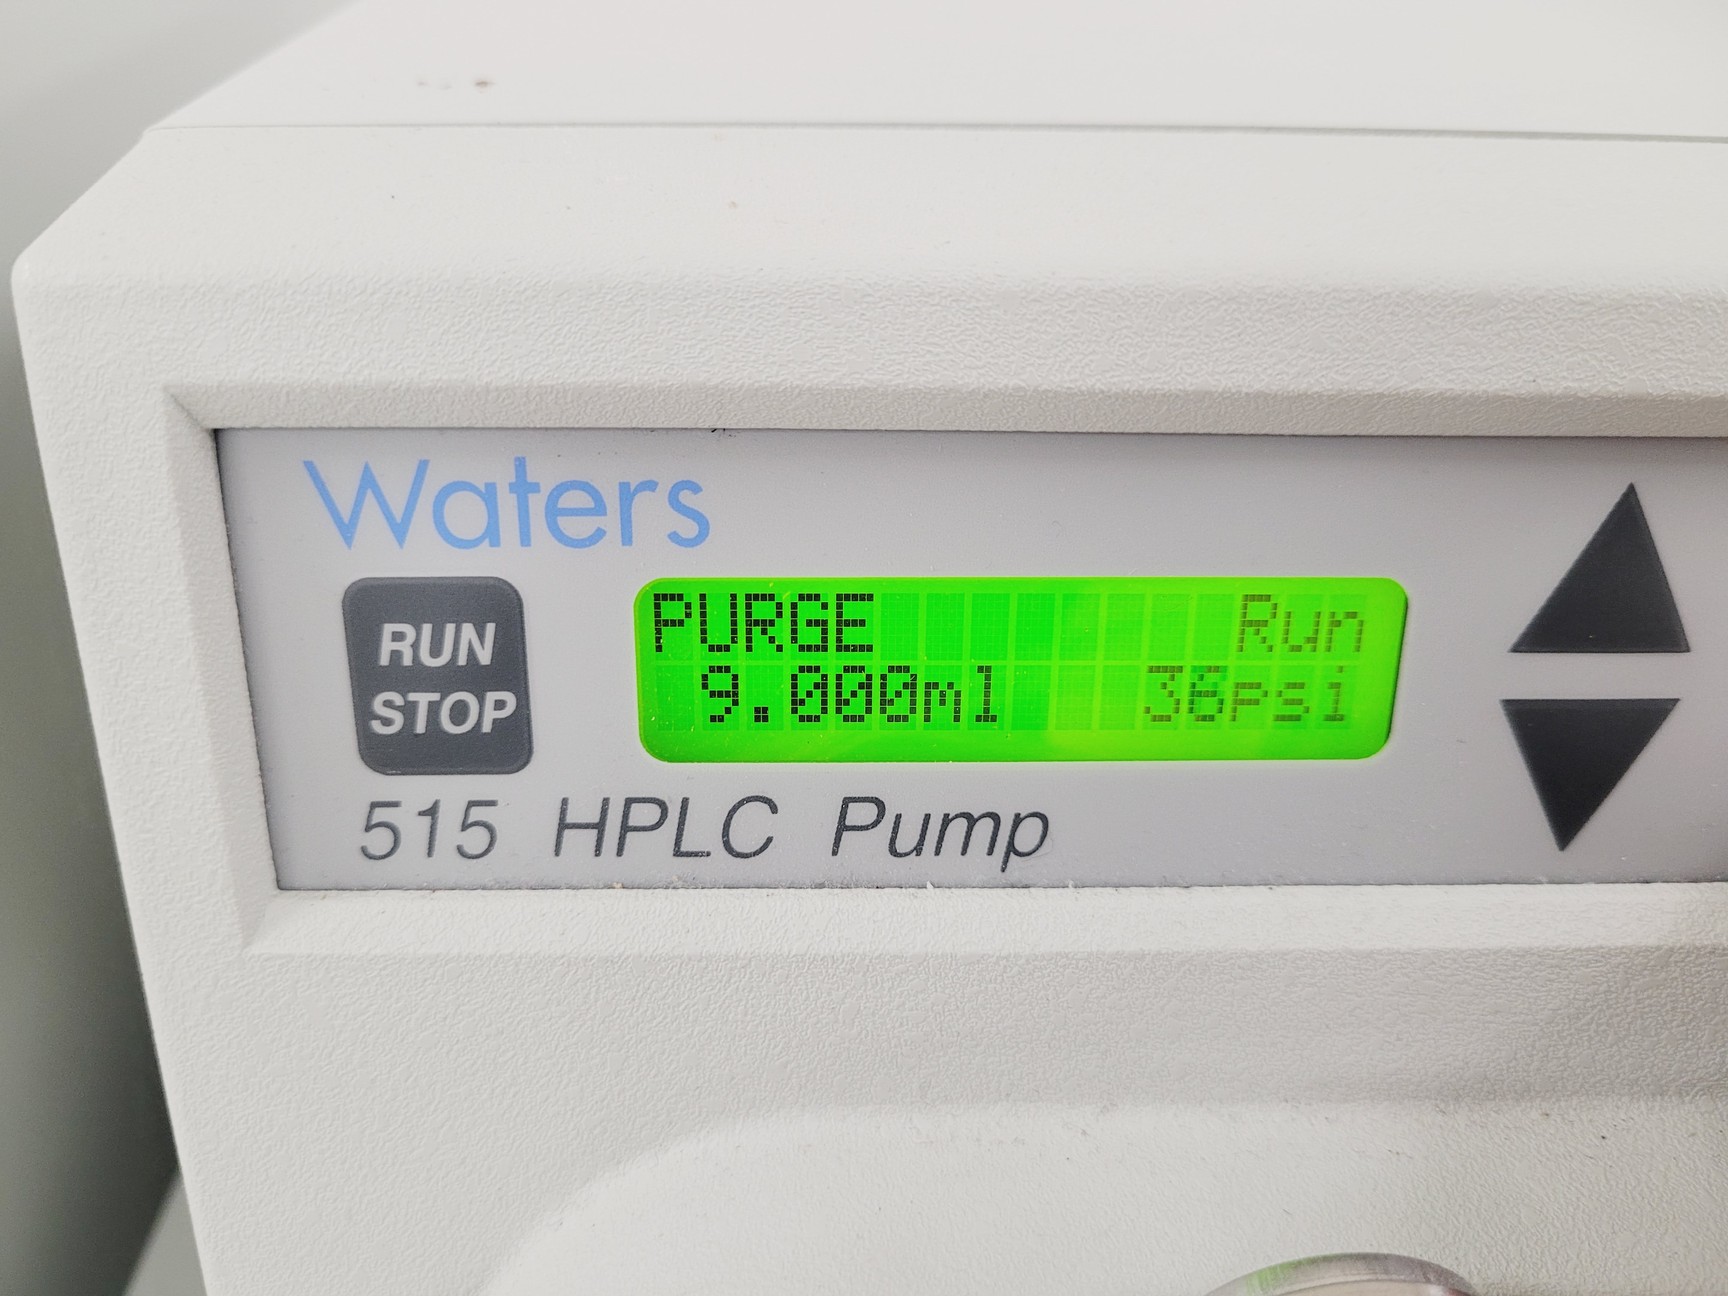 Waters
RUN
STOP
PURGE Run
9.000ml 36psi
515 HPLC Pump